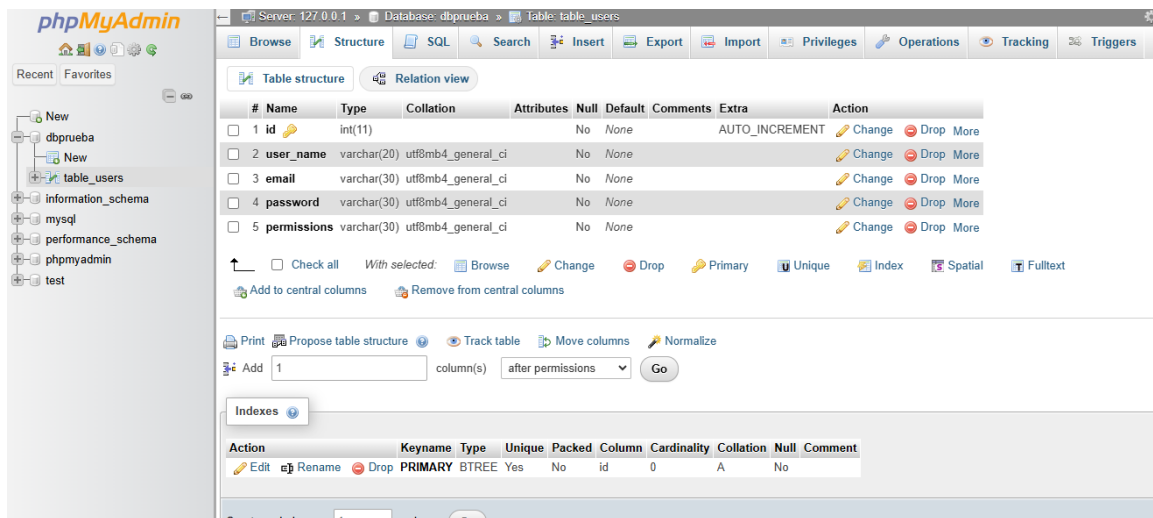 phpMyAdmin
Recent Favorites
New
dbprueba
New
table_users
information_schema
mysql
performance_schema
phpmyadmin
test
Server: 127.0.0.1 » Database: dbprueba » Table: table_users
Browse Structure SQL Search Insert Export Import Privileges Operations Tracking Triggers
Table structure Relation view
# Name Type Collation Attributes Null Default Comments Extra Action
1 id int(11) No None AUTO_INCREMENT Change Drop More
2 user_name varchar(20) utf8mb4_general_ci No None Change Drop More
3 email varchar(30) utf8mb4_general_ci No None Change Drop More
4 password varchar(30) utf8mb4_general_ci No None Change Drop More
5 permissions varchar(30) utf8mb4_general_ci No None Change Drop More
Check all With selected: Browse Change Drop Primary Unique Index Spatial Fulltext
Add to central columns Remove from central columns
Print Propose table structure Track table Move columns Normalize
Add 1 column(s) after permissions Go
Indexes
Action Keyname Type Unique Packed Column Cardinality Collation Null Comment
Edit Rename Drop PRIMARY BTREE Yes No id 0 A No